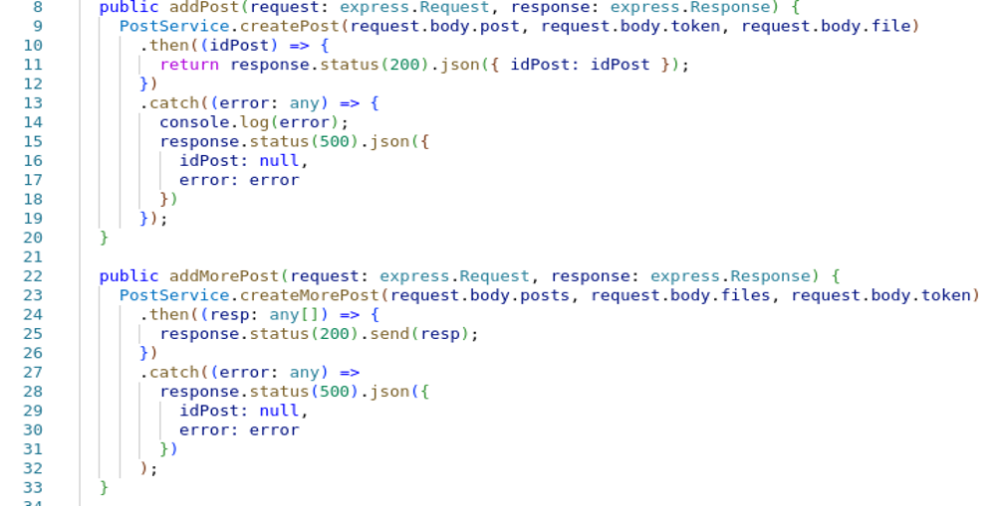 8 public addPost(request: express.Request, response: express.Response) {
9 PostService.createPost(request.body.post, request.body.token, request.body.file)
10 .then((idPost) => {
11 return response.status(200).json({ idPost: idPost });
12 })
13 .catch((error: any) => {
14 console.log(error);
15 response.status(500).json({
16 idPost: null,
17 error: error
18 })
19 });
20 }
21
22 public addMorePost(request: express.Request, response: express.Response) {
23 PostService.createMorePost(request.body.posts, request.body.files, request.body.token)
24 .then((resp: any[]) => {
25 response.status(200).send(resp);
26 })
27 .catch((error: any) =>
28 response.status(500).json({
29 idPost: null,
30 error: error
31 })
32 );
33 }
34